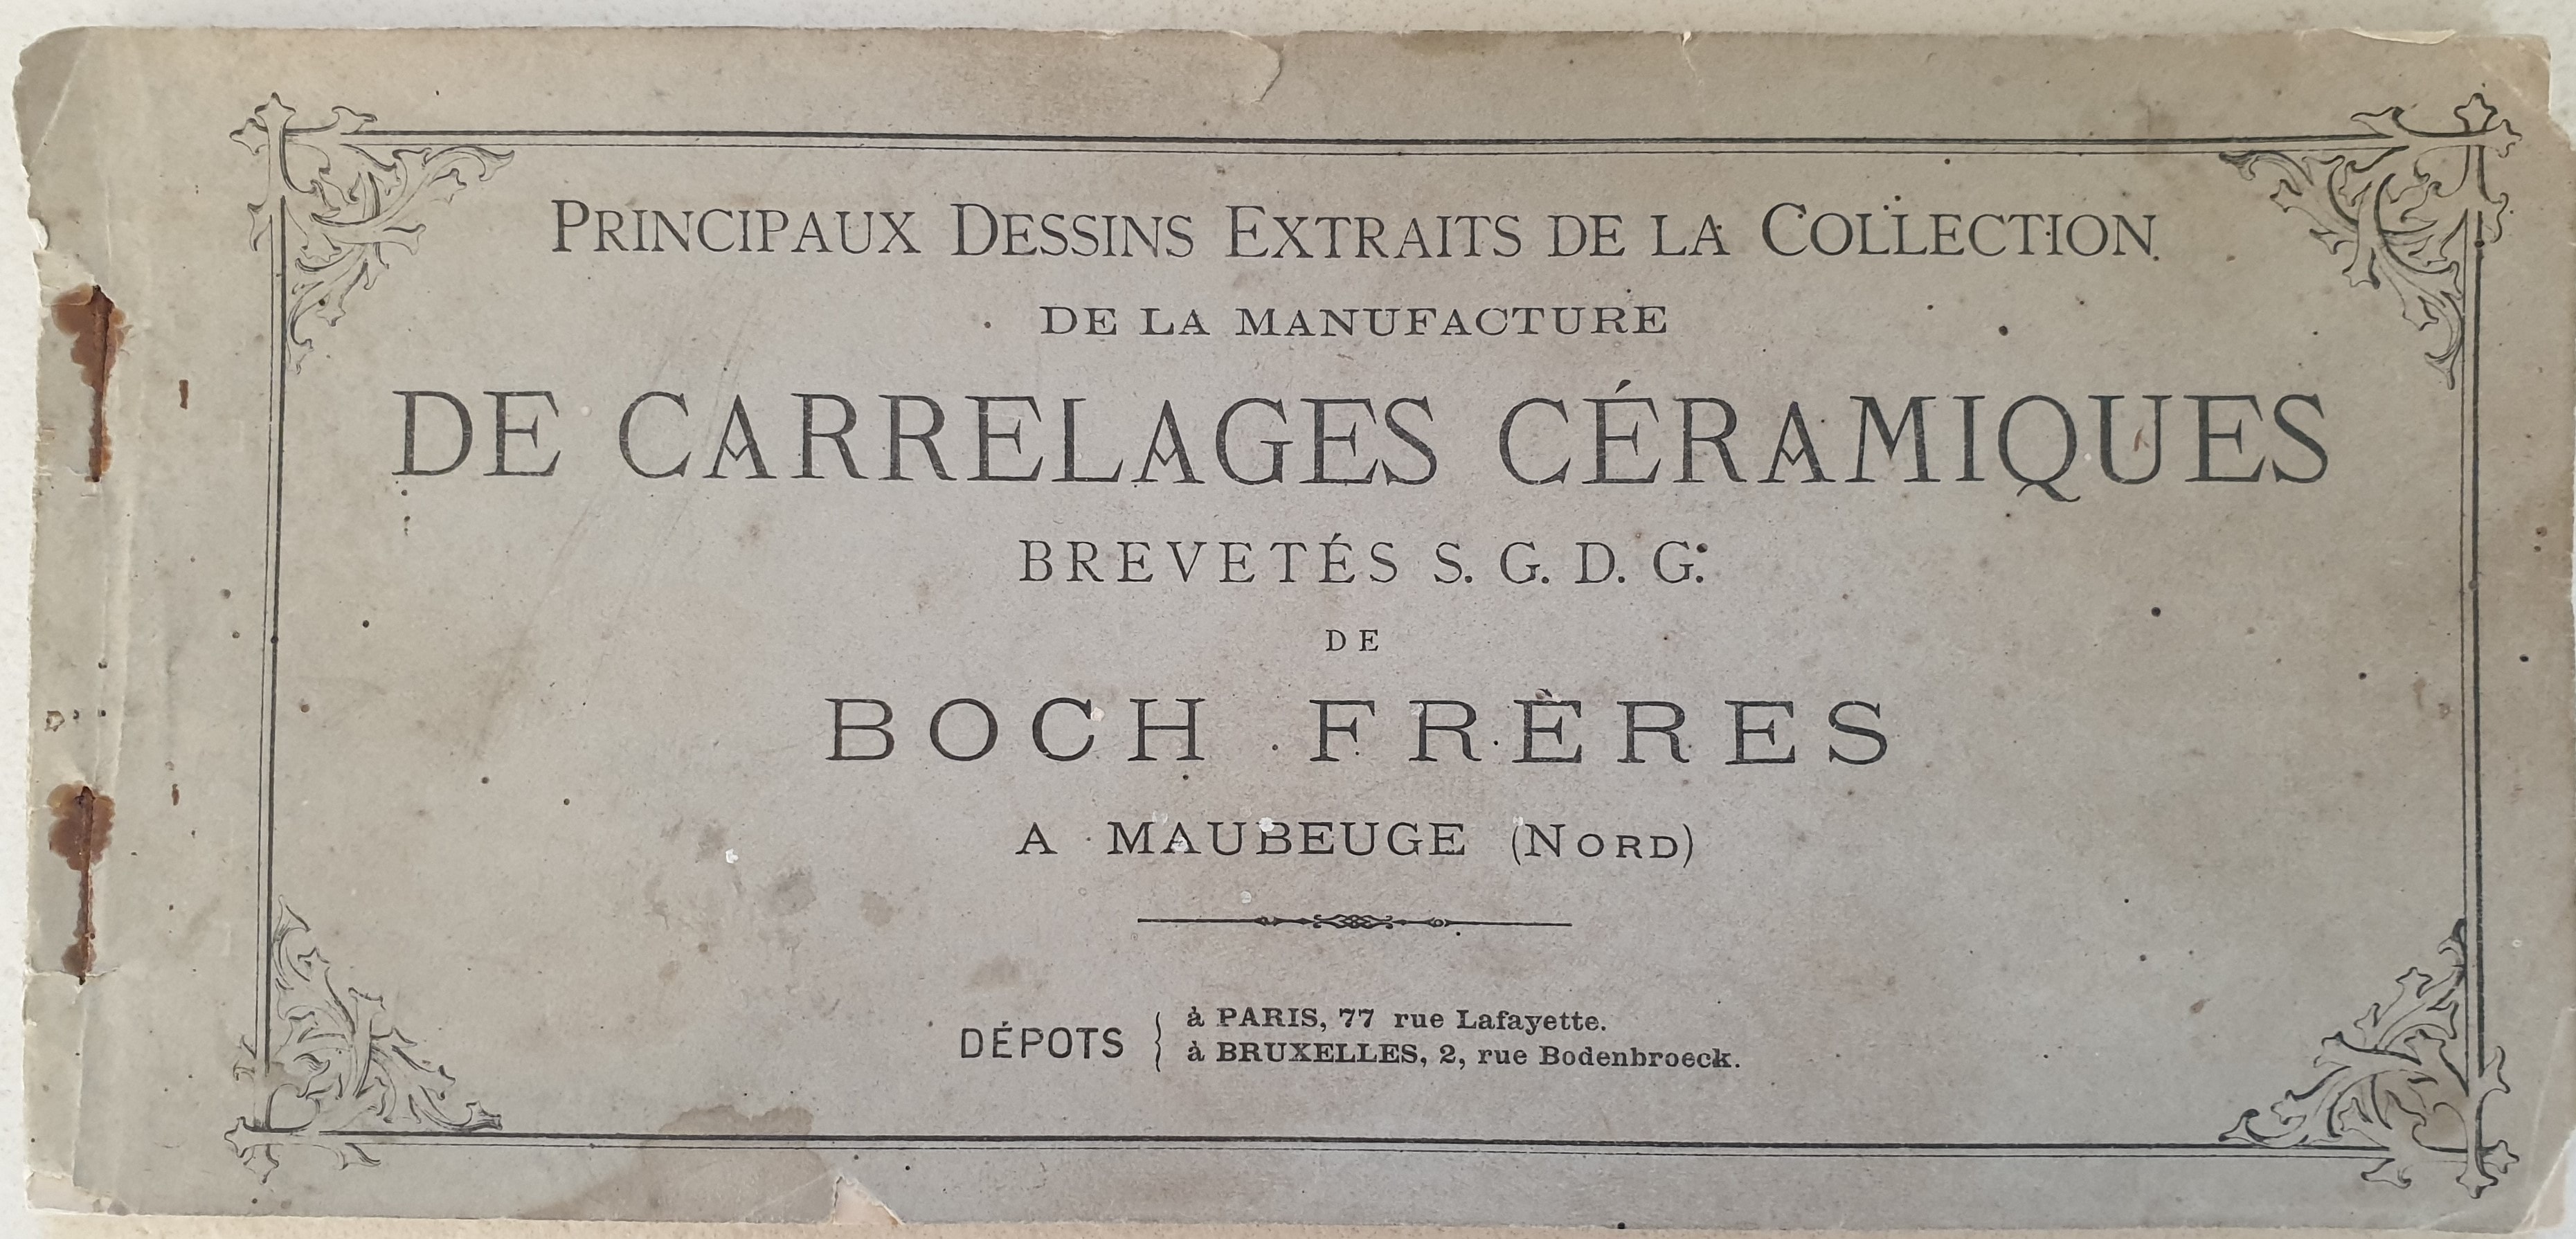 PRINCIPAUX DESSINS EXTRAITS DE LA COLLECTION
DE LA MANUFACTURE
DE CARRELAGES CÉRAMIQUES
BREVETÉS S. G. D. G.
DE
BOCH FRÈRES
A MAUBEUGE (NORD)
DÉPOTS
à PARIS, 77 rue Lafayette.
à BRUXELLES, 2, rue Bodenbroeck.